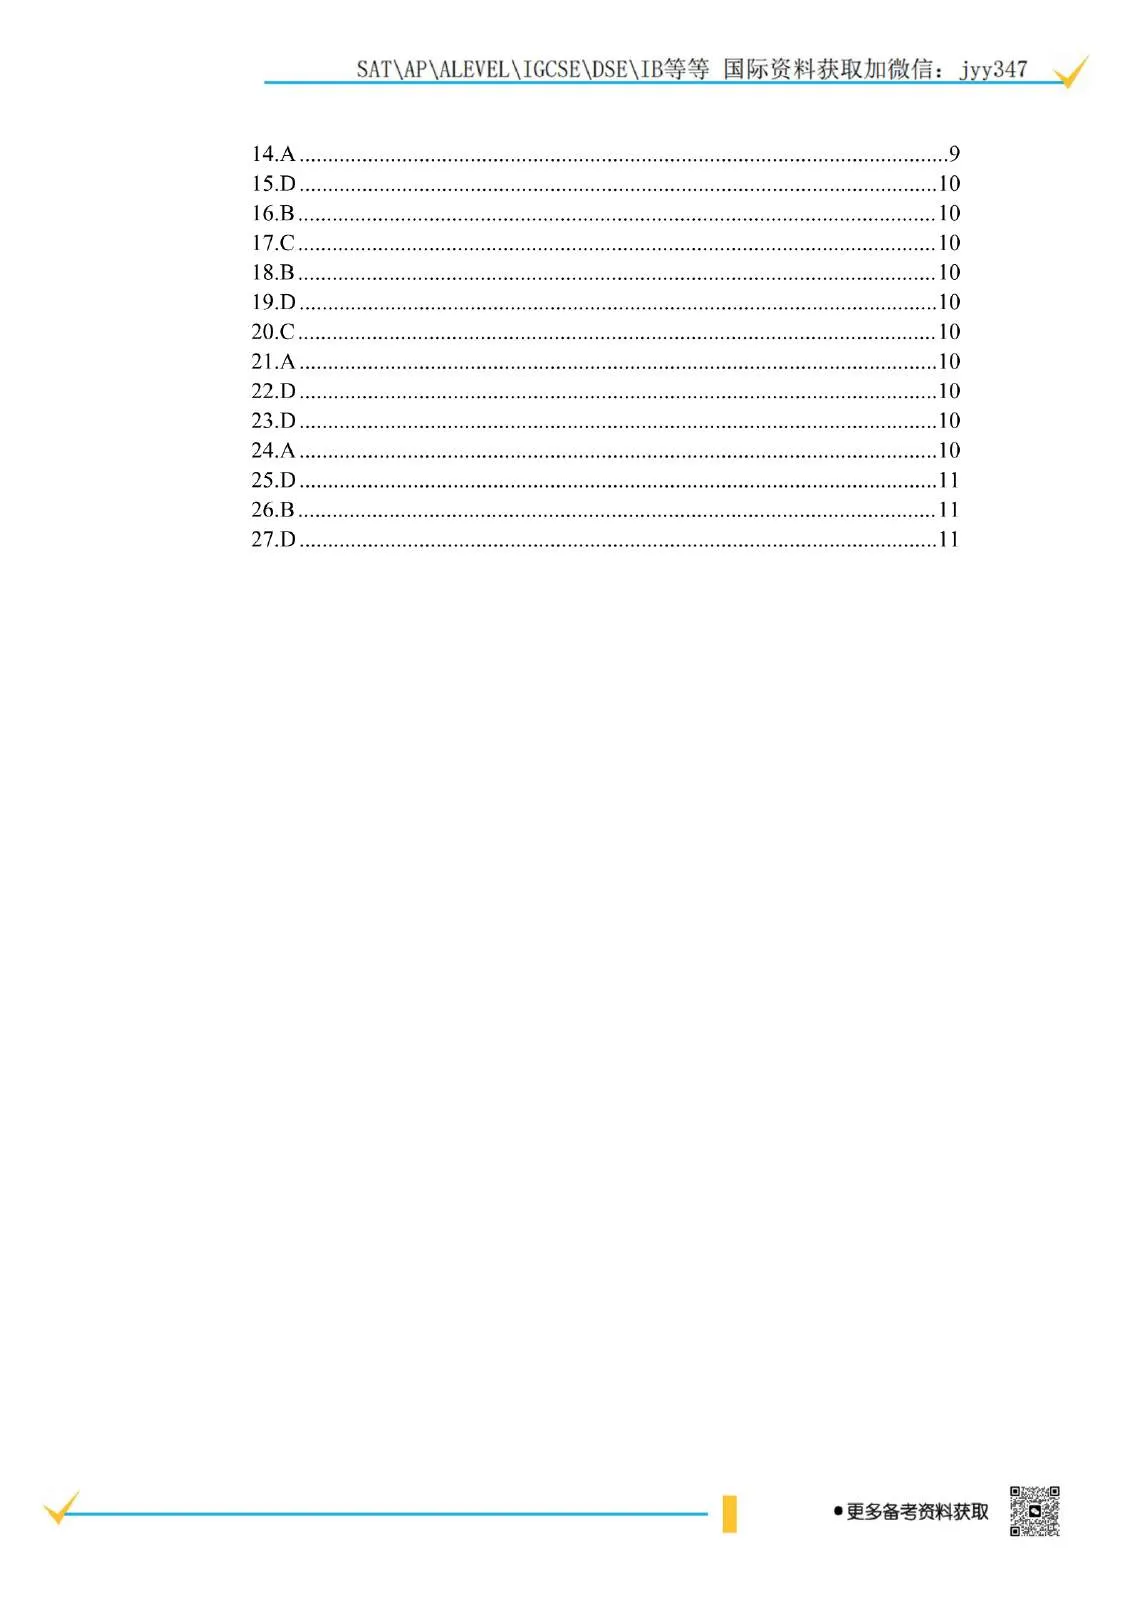 SAT\AP\ALEVEL\IGCSE\DSE\IB等等 国际资料获取加微信：jyy347
14.A........................................................9
15.D........................................................10
16.B........................................................10
17.C........................................................10
18.B........................................................10
19.D........................................................10
20.C........................................................10
21.A........................................................10
22.D........................................................10
23.D........................................................10
24.A........................................................10
25.D........................................................11
26.B........................................................11
27.D........................................................11
•更多备考资料获取